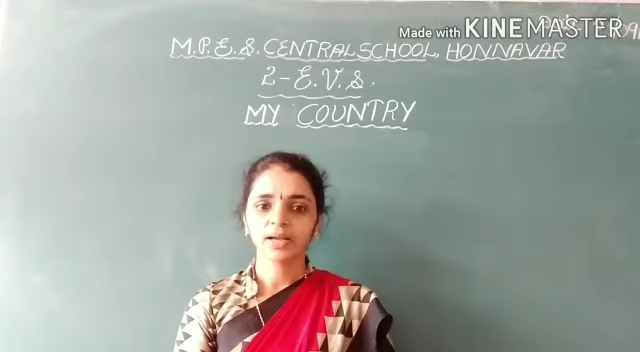 Made with KINEMASTER
M.P.E.S. CENTRAL SCHOOL, HONNAVAR
2-E.V.S.
MY COUNTRY